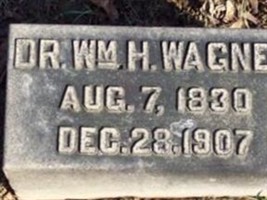 DR. WM. H. WAGNE
AUG. 7, 1830
DEC. 28. 1907